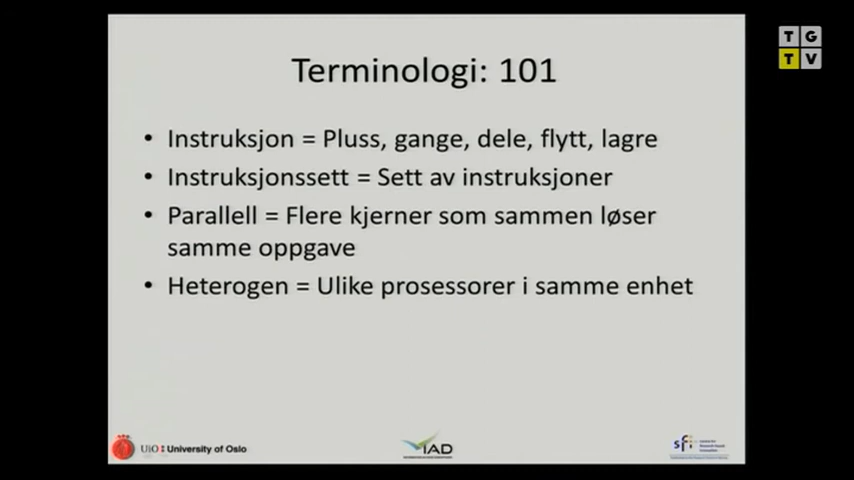 TG
TV
Terminologi: 101
• Instruksjon = Pluss, gange, dele, flytt, lagre
• Instruksjonssett = Sett av instruksjoner
• Parallell = Flere kjerner som sammen løser
samme oppgave
• Heterogen = Ulike prosessorer i samme enhet
UiO: University of Oslo
IAD
sfi